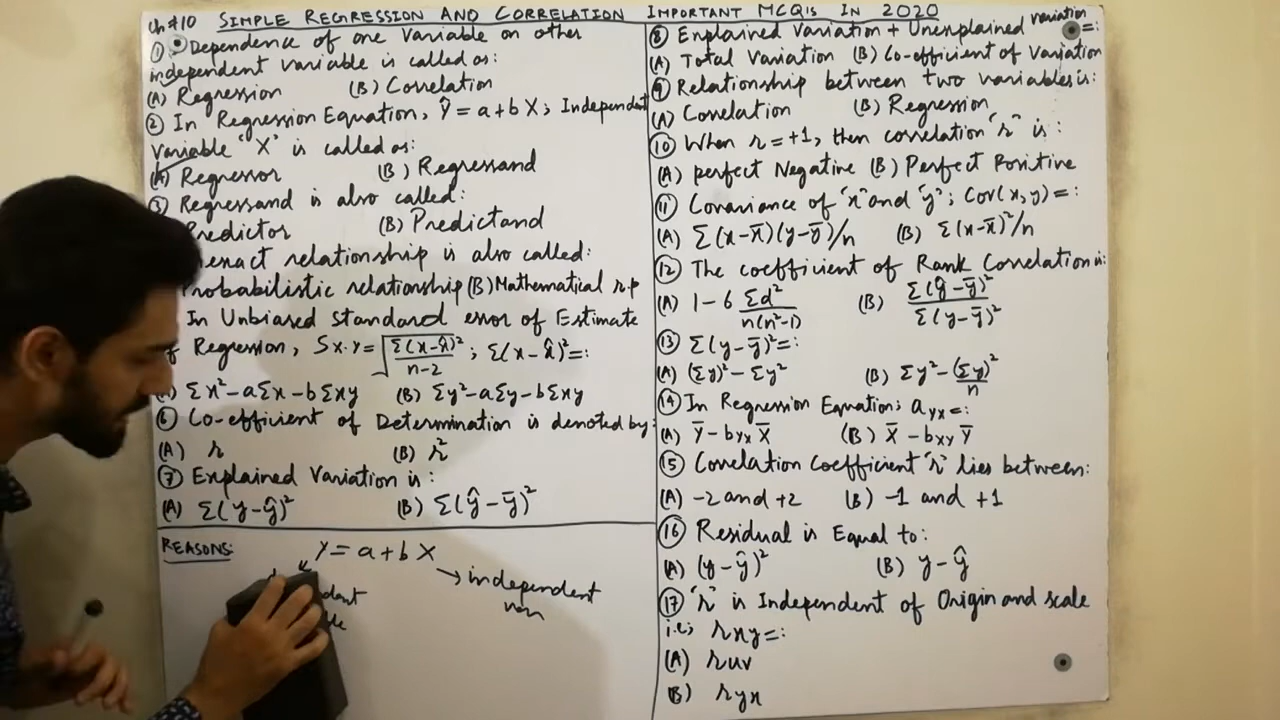 Ch #10 SIMPLE REGRESSION AND CORRELATION IMPORTANT MCQ'S IN 2020
① Dependence of one variable on other
independent variable is called as:
(A) Regression (B) Correlation
② In Regression Equation, Ŷ = a + b X; Independent
variable "X" is called as:
(A) Regressor (B) Regressand
③ Regressand is also called:
Predictor (B) Predictand
relationship is also called:
Probabilistic relationship (B) Mathematical r.p
In Unbiased Standard error of Estimate
of Regression, Sx.y = √Σ(x-x̂)²/n-2 ; Σ(x-x̂)² =:
) Σx² - aΣx - bΣxy (B) Σy² - aΣy - bΣxy
⑥ Co-efficient of Determination is denoted by:
(A) r (B) r²
⑦ Explained Variation is:
(A) Σ(y-ŷ)² (B) Σ(ŷ-ȳ)²
REASONS:
Y = a + b X
→ independent
⑧ Explained Variation + Unexplained variation =:
(A) Total Variation (B) Co-efficient of Variation
⑨ Relationship between two variables is:
(A) Correlation (B) Regression
⑩ When r = +1, then correlation "r" is:
(A) perfect Negative (B) Perfect Positive
⑪ Covariance of "x" and "y"; Cov(x,y) =:
(A) Σ(x-x̄)(y-ȳ)/n (B) Σ(x-x̄)²/n
⑫ The coefficient of Rank Correlation is:
(A) 1 - 6 Σd²/n(n²-1) (B) Σ(ŷ-ȳ)²/Σ(y-ȳ)²
⑬ Σ(y-ȳ)² =:
(A) (Σy)² - Σy² (B) Σy² - (Σy)²/n
⑭ In Regression Equation; ayx =:
(A) Ȳ - byx X̄ (B) X̄ - bxy Ȳ
⑮ Correlation Coefficient "r" lies between:
(A) -2 and +2 (B) -1 and +1
⑯ Residual is Equal to:
(A) (y-ŷ)² (B) y-ŷ
⑰ "r" is Independent of Origin and scale
i.e; rxy =:
(A) ruv
(B) ryx